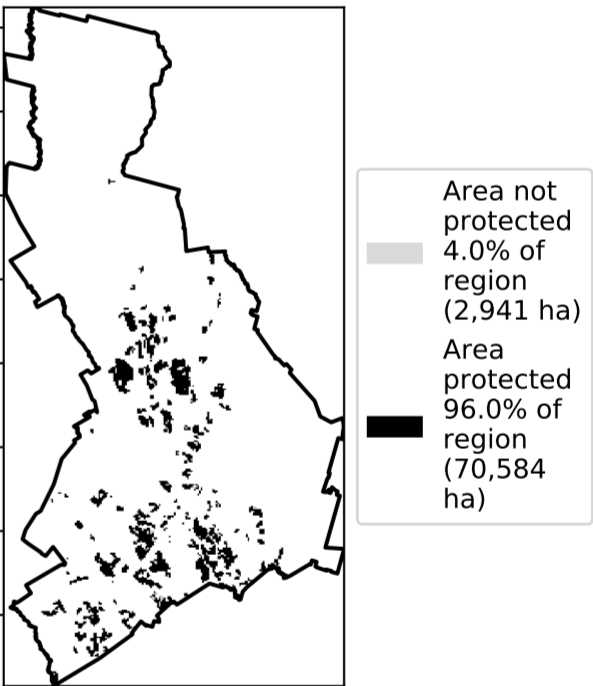 Area not
protected
4.0% of
region
(2,941 ha)
Area
protected
96.0% of
region
(70,584
ha)